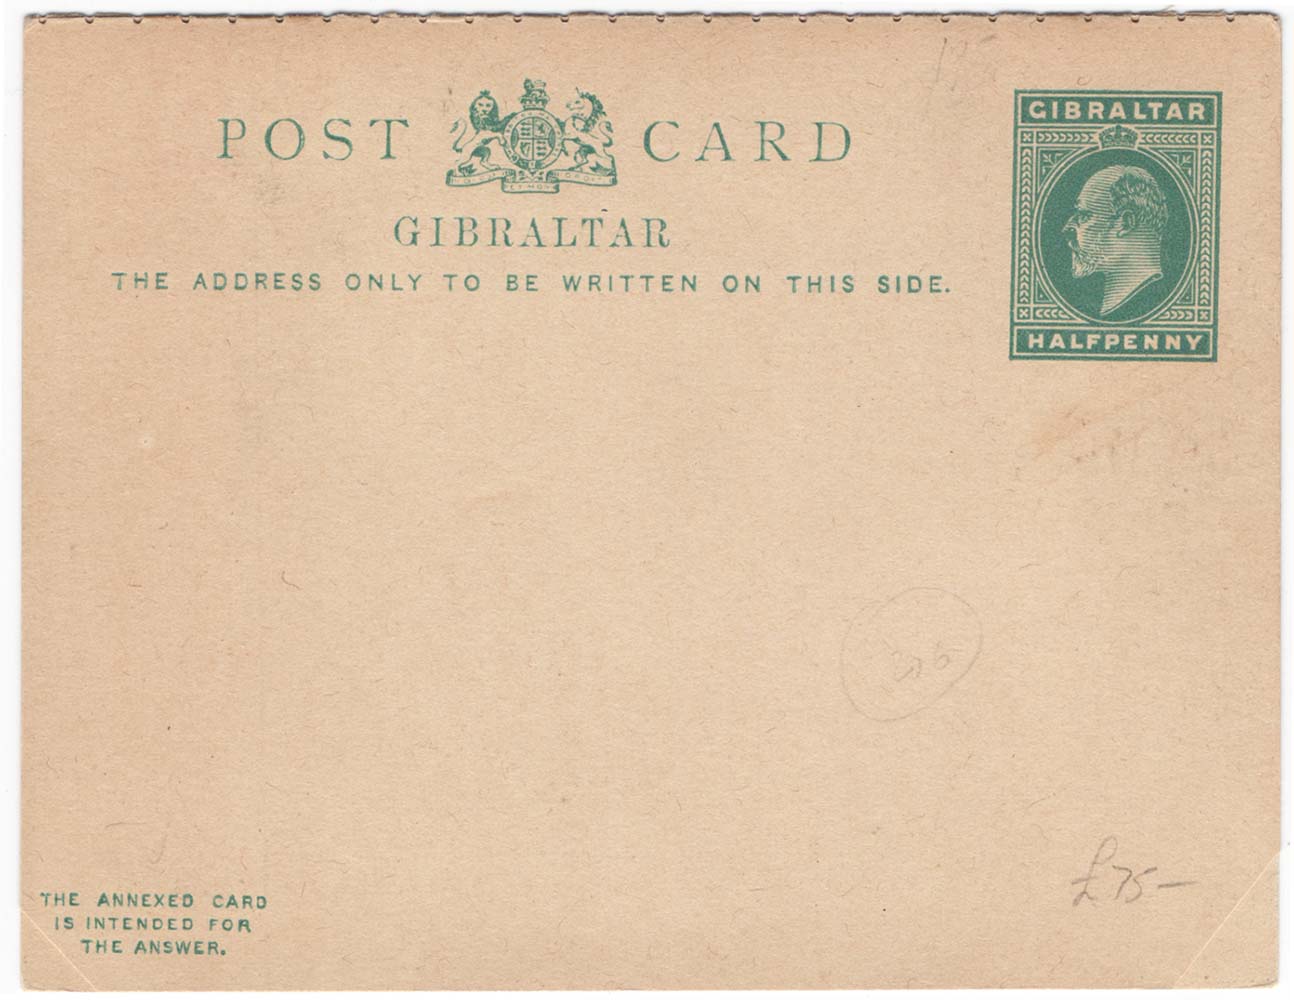 POST CARD
GIBRALTAR
THE ADDRESS ONLY TO BE WRITTEN ON THIS SIDE.
GIBRALTAR
HALFPENNY
£75-
THE ANNEXED CARD
IS INTENDED FOR
THE ANSWER.